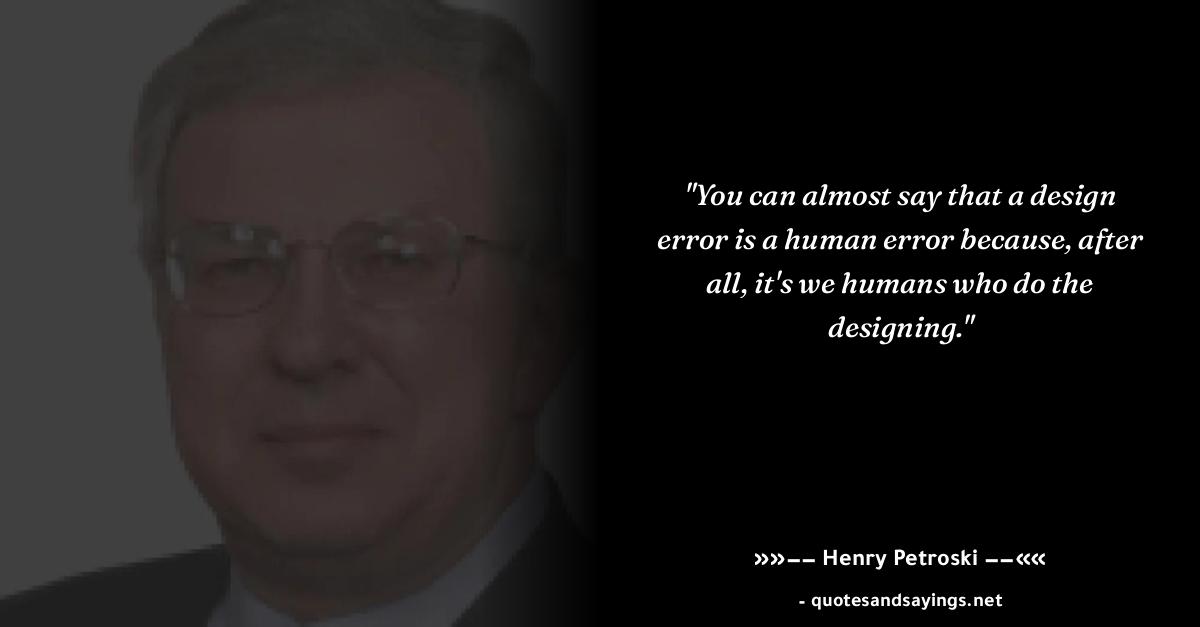 "You can almost say that a design
error is a human error because, after
all, it's we humans who do the
designing."
»»−− Henry Petroski −−««
- quotesandsayings.net